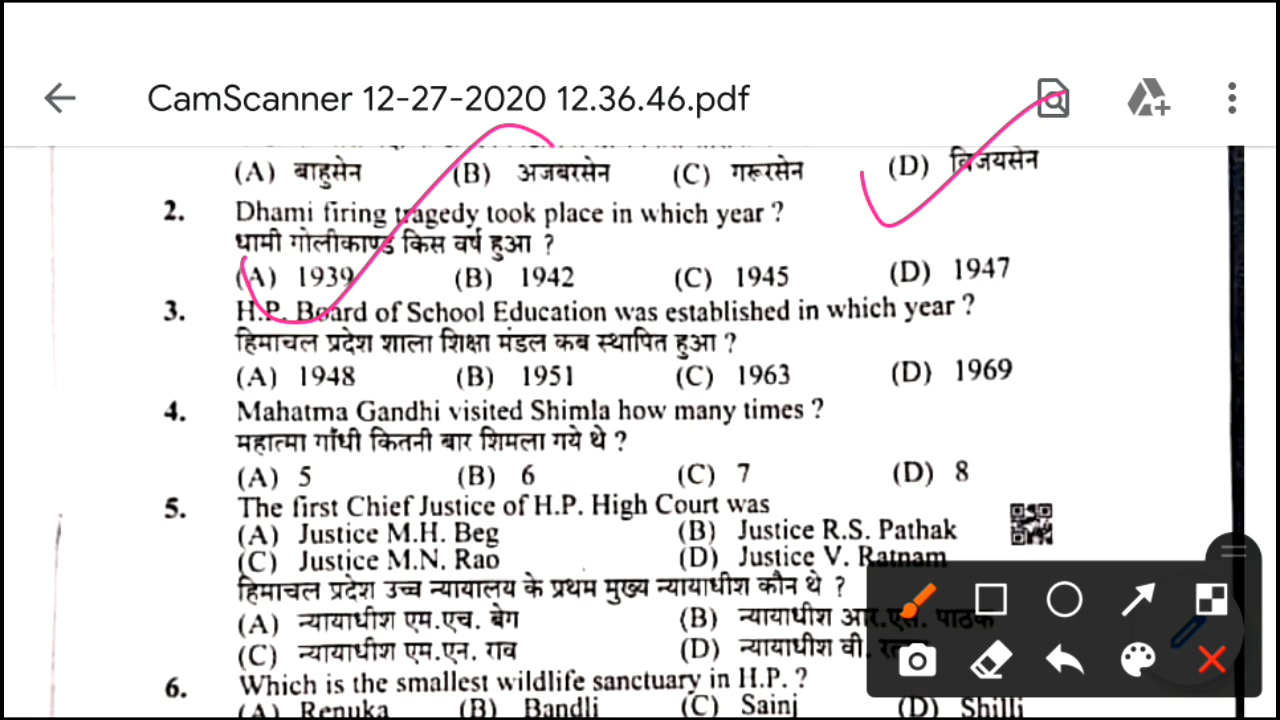 CamScanner 12-27-2020 12.36.46.pdf
(A) बाहुसेन (B) अजबरसेन (C) गरूरसेन (D) विजयसेन
2. Dhami firing tragedy took place in which year ?
धामी गोलीकाण्ड किस वर्ष हुआ ?
(A) 1939 (B) 1942 (C) 1945 (D) 1947
3. H.P. Board of School Education was established in which year ?
हिमाचल प्रदेश शाला शिक्षा मंडल कब स्थापित हुआ ?
(A) 1948 (B) 1951 (C) 1963 (D) 1969
4. Mahatma Gandhi visited Shimla how many times ?
महात्मा गाँधी कितनी बार शिमला गये थे ?
(A) 5 (B) 6 (C) 7 (D) 8
5. The first Chief Justice of H.P. High Court was
(A) Justice M.H. Beg (B) Justice R.S. Pathak
(C) Justice M.N. Rao (D) Justice V. Ratnam
हिमाचल प्रदेश उच्च न्यायालय के प्रथम मुख्य न्यायाधीश कौन थे ?
(A) न्यायाधीश एम.एच. बेग (B) न्यायाधीश आर.एस. पाठक
(C) न्यायाधीश एम.एन. राव (D) न्यायाधीश वी.
6. Which is the smallest wildlife sanctuary in H.P. ?
(A) Renuka (B) Bandli (C) Sainj (D) Shilli